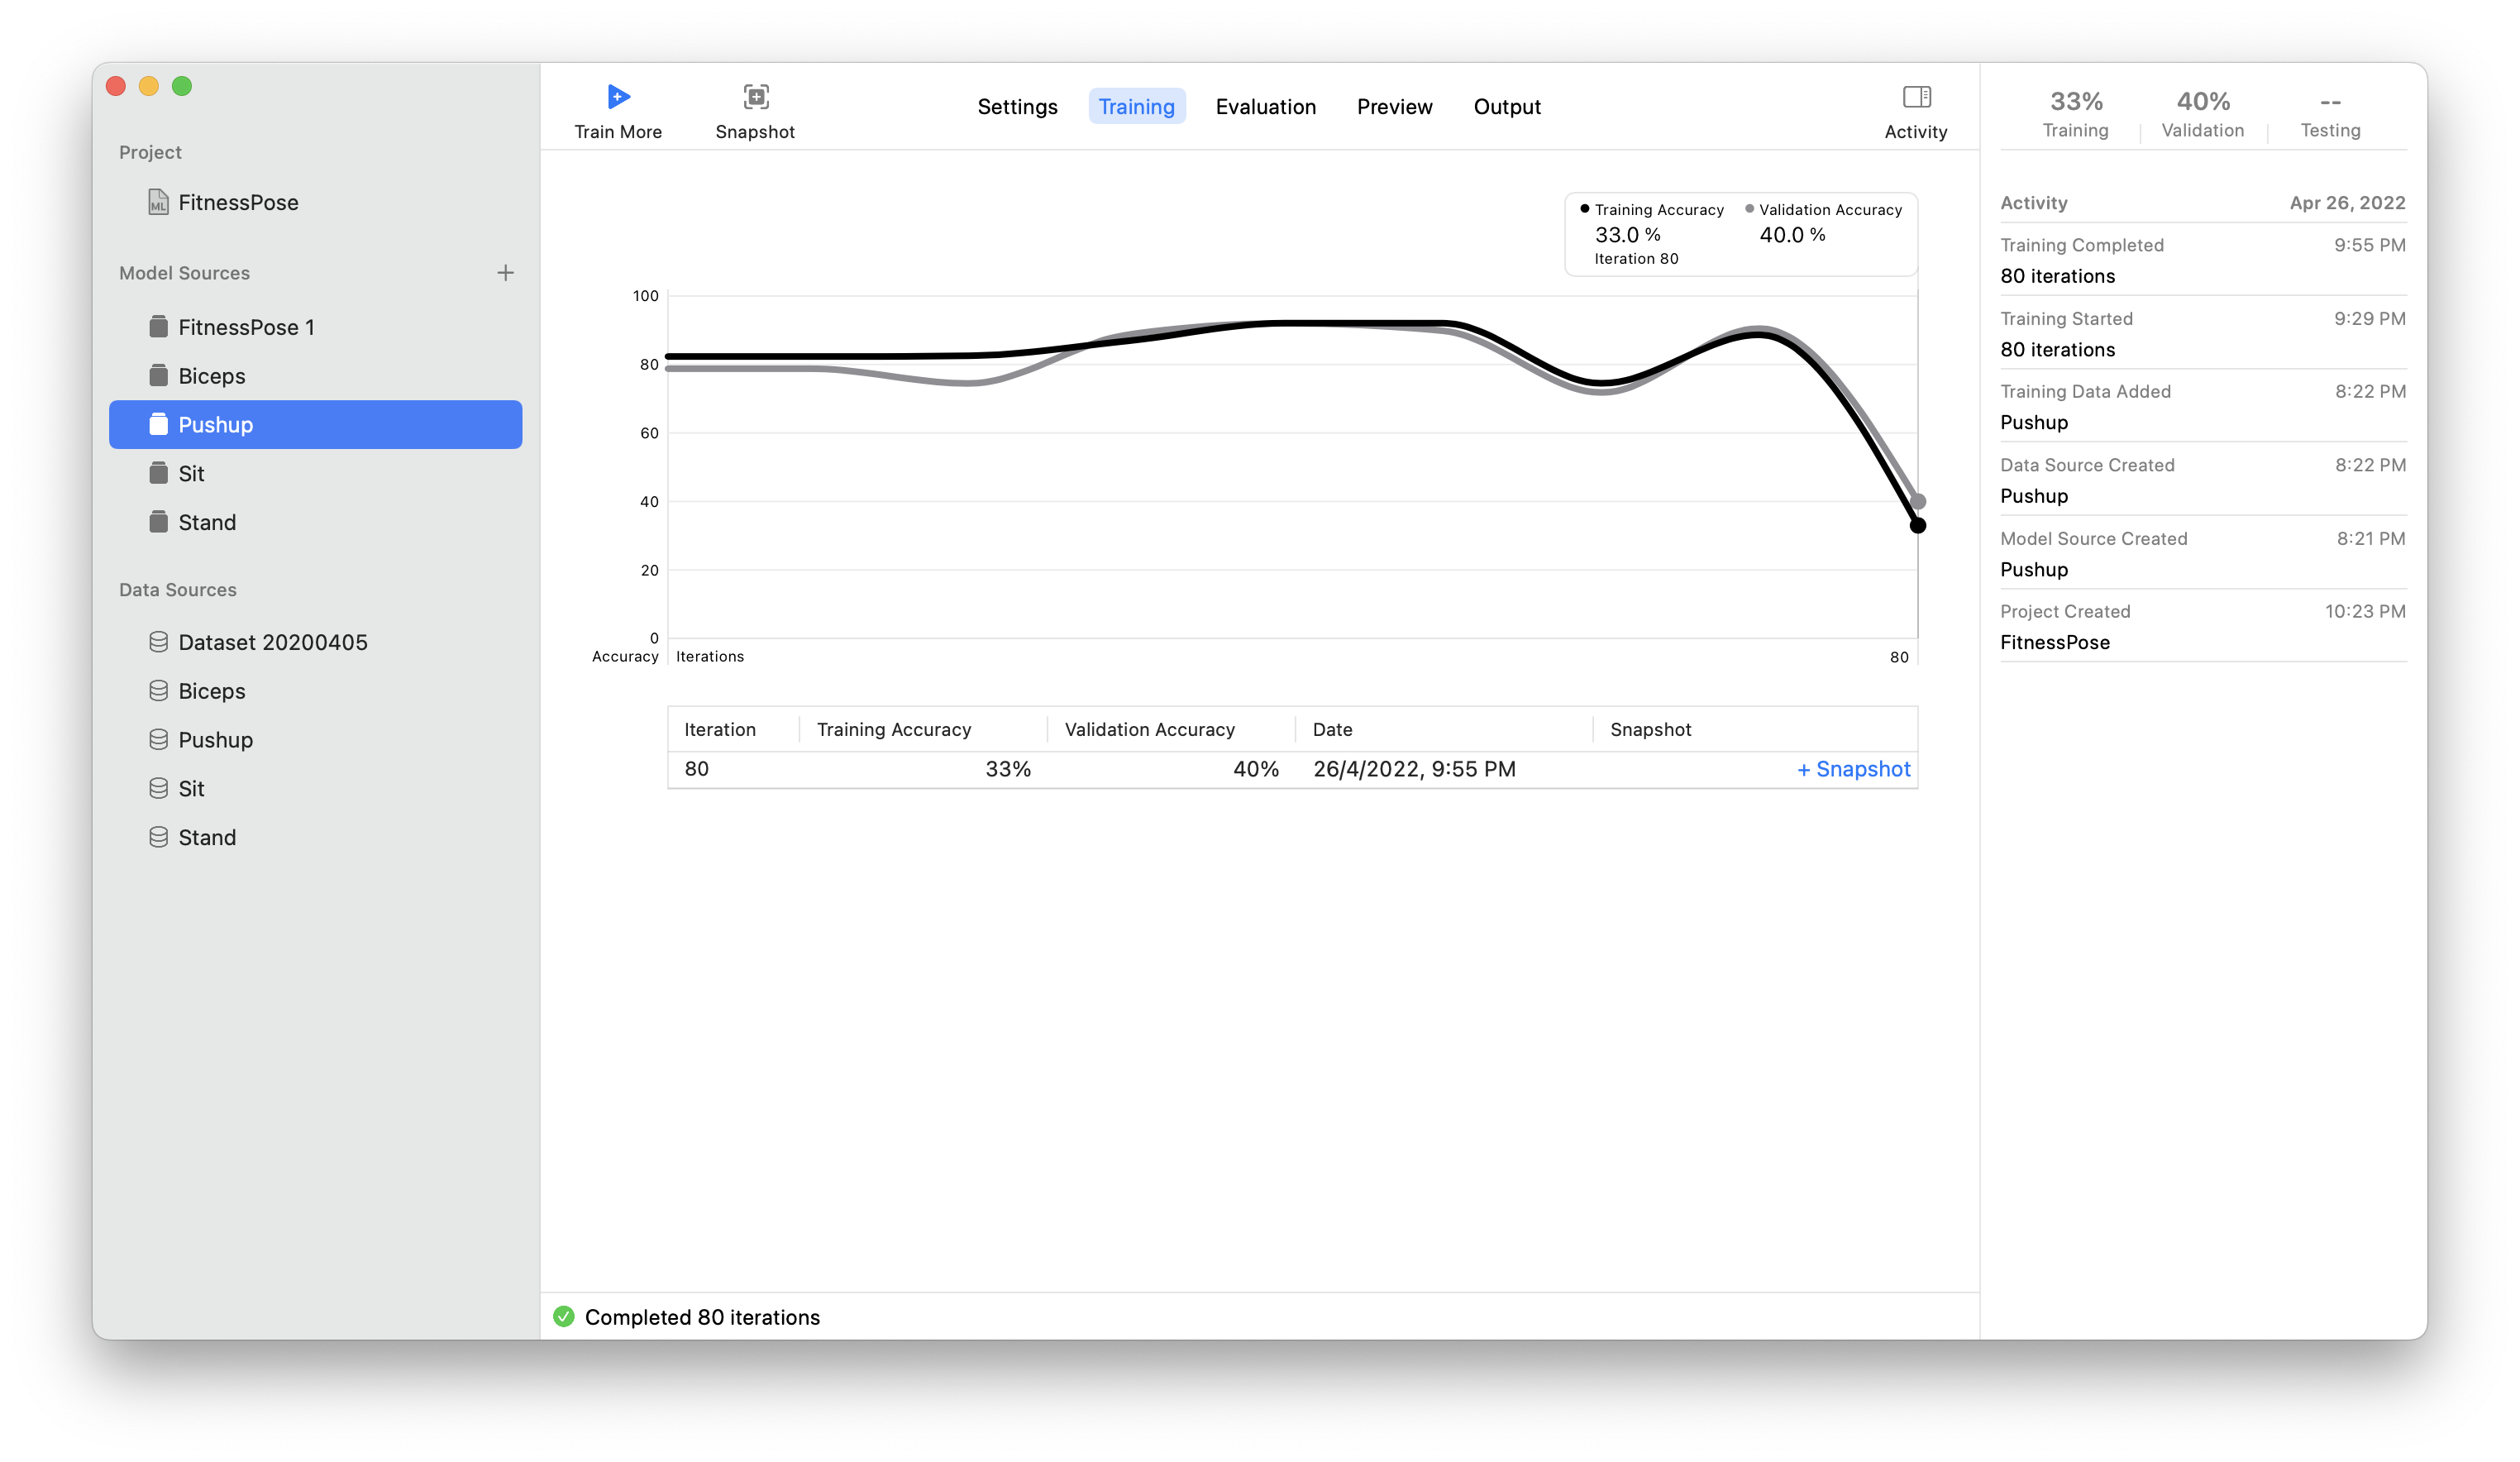 Project
FitnessPose
Model Sources
FitnessPose 1
Biceps
Pushup
Sit
Stand
Data Sources
Dataset 20200405
Biceps
Pushup
Sit
Stand
Train More
Snapshot
Settings
Training
Evaluation
Preview
Output
Activity
Training Accuracy Validation Accuracy
33.0 % 40.0 %
Iteration 80
100
80
60
40
20
0
Accuracy Iterations 80
Iteration Training Accuracy Validation Accuracy Date Snapshot
80 33% 40% 26/4/2022, 9:55 PM + Snapshot
Completed 80 iterations
33% 40% --
Training Validation Testing
Activity Apr 26, 2022
Training Completed 9:55 PM
80 iterations
Training Started 9:29 PM
80 iterations
Training Data Added 8:22 PM
Pushup
Data Source Created 8:22 PM
Pushup
Model Source Created 8:21 PM
Pushup
Project Created 10:23 PM
FitnessPose